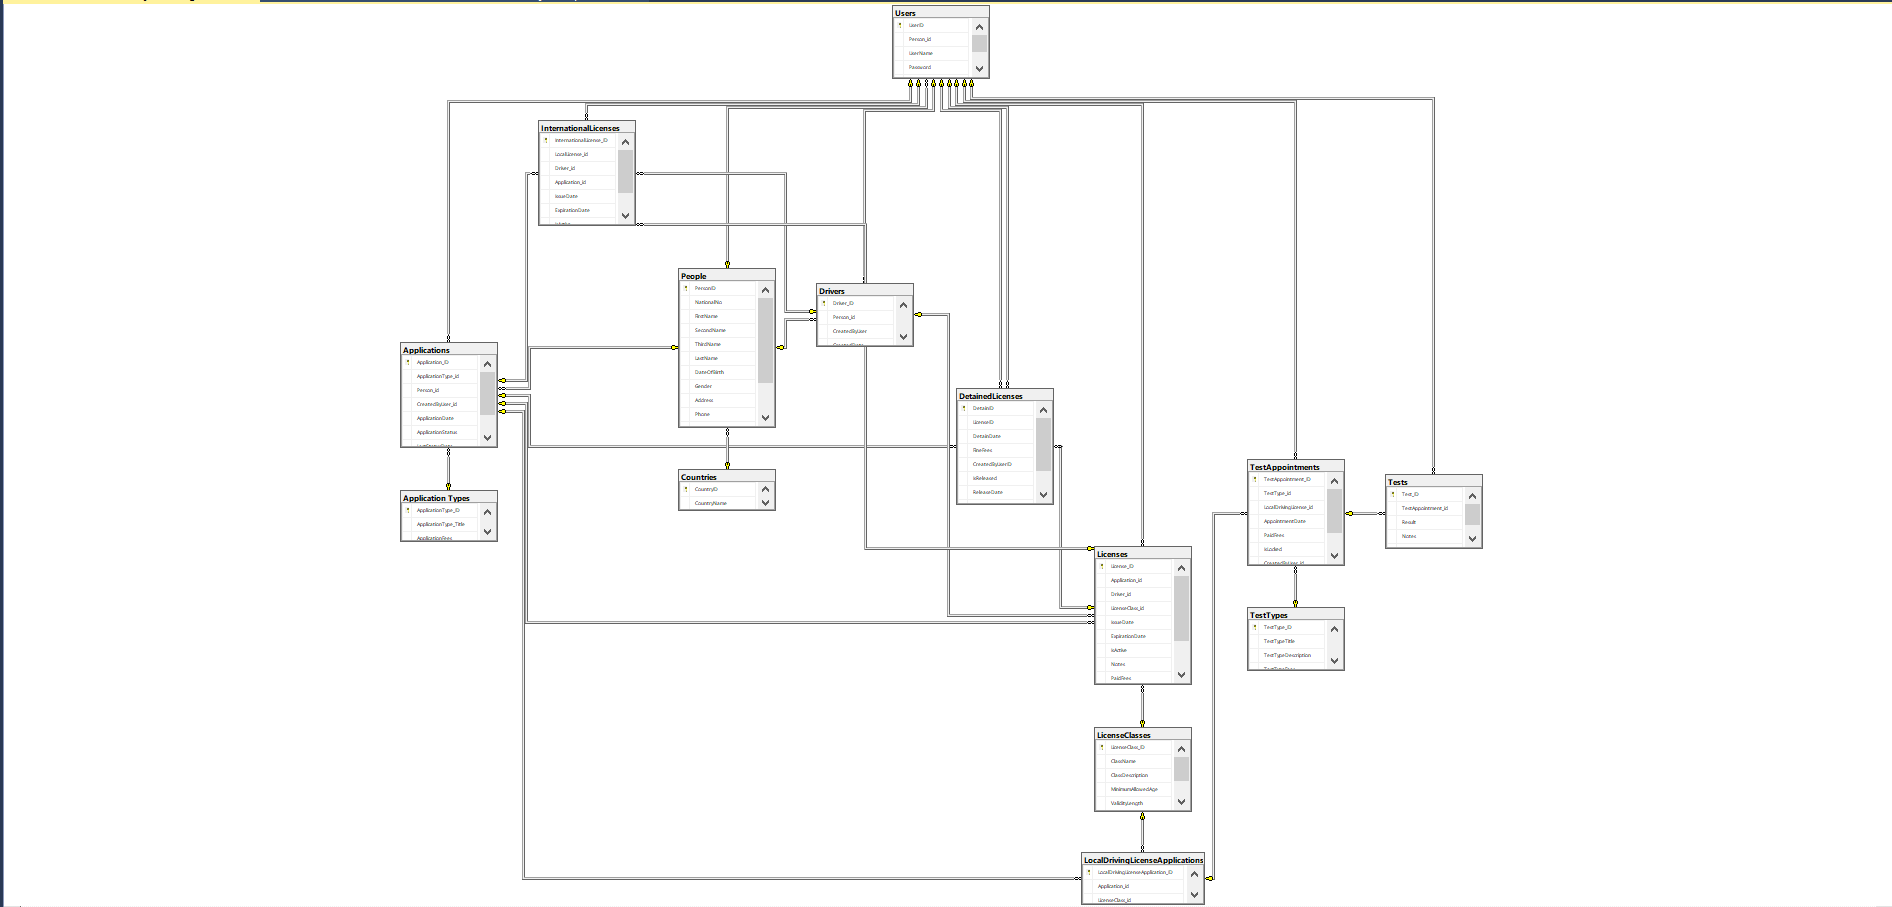 Users
UserID
Person_id
UserName
Password
InternationalLicenses
InternationalLicense_ID
LocalLicense_id
Driver_id
Application_id
IssueDate
ExpirationDate
People
PersonID
NationalNo
FirstName
SecondName
ThirdName
LastName
DateOfBirth
Gender
Address
Phone
Drivers
Driver_ID
Person_id
CreatedByUser
Applications
Application_ID
ApplicationType_id
Person_id
CreatedByUser_id
ApplicationDate
ApplicationStatus
DetainedLicenses
DetainID
LicenseID
DetainDate
FineFees
CreatedByUserID
IsReleased
ReleaseDate
Countries
CountryID
CountryName
Application Types
ApplicationType_ID
ApplicationType_Title
ApplicationFees
TestAppointments
TestAppointment_ID
TestType_id
LocalDrivingLicense_id
AppointmentDate
PaidFees
IsLocked
CreatedByUser_id
Tests
Test_ID
TestAppointment_id
Result
Notes
Licenses
License_ID
Application_id
Driver_id
LicenseClass_id
IssueDate
ExpirationDate
IsActive
Notes
PaidFees
TestTypes
TestType_ID
TestTypeTitle
TestTypeDescription
LicenseClasses
LicenseClass_ID
ClassName
ClassDescription
MinimumAllowedAge
ValidityLength
LocalDrivingLicenseApplications
LocalDrivingLicenseApplication_ID
Application_id
LicenseClass_id